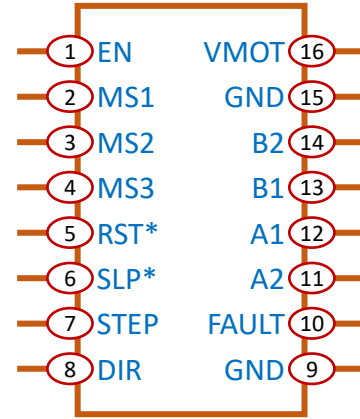 1 EN VMOT 16
2 MS1 GND 15
3 MS2 B2 14
4 MS3 B1 13
5 RST* A1 12
6 SLP* A2 11
7 STEP FAULT 10
8 DIR GND 9